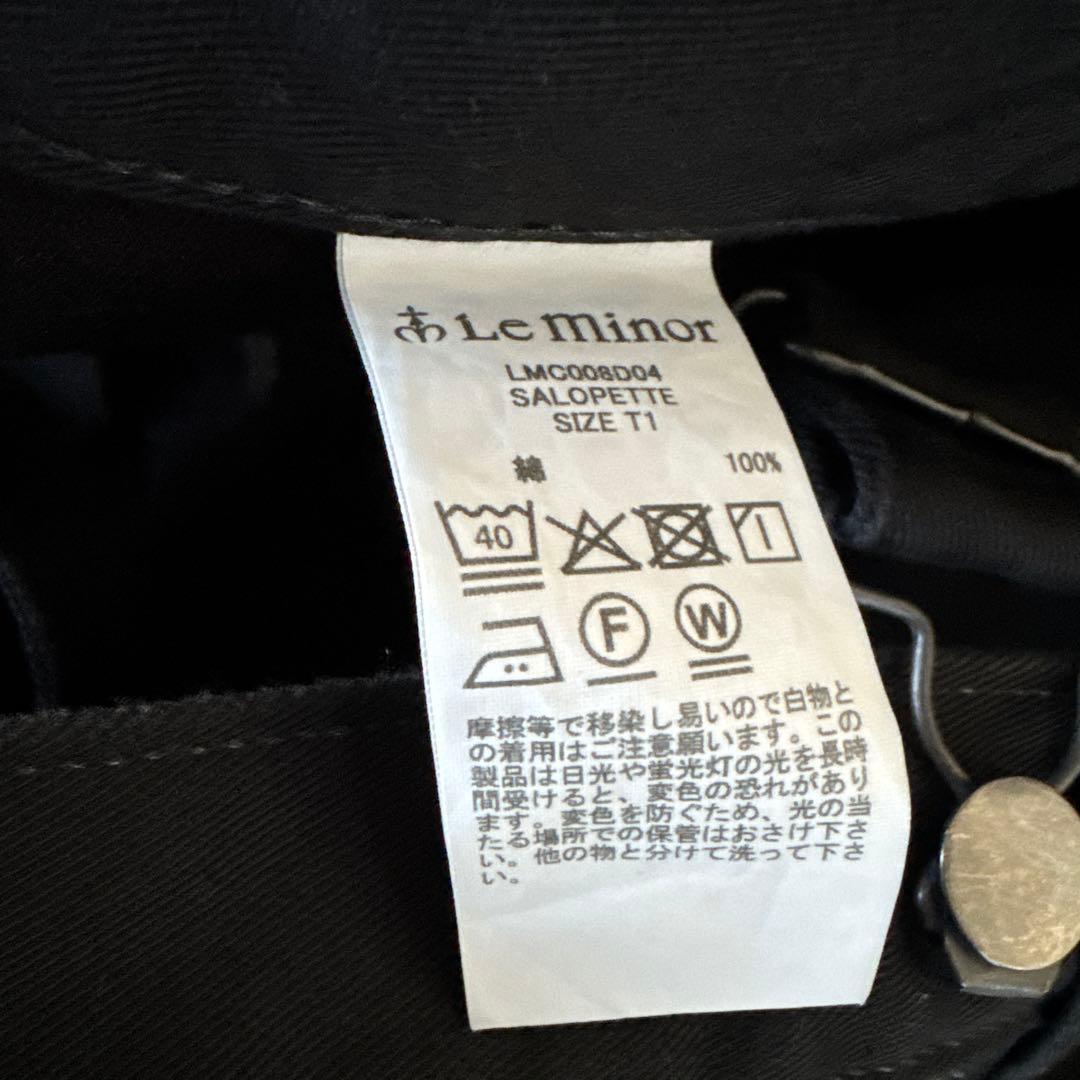 Le minor
LMC008D04
SALOPETTE
SIZE T1
綿 100%
40
F W
摩擦等で移染し易いので白物と
の着用はご注意願います。この
製品は日光や蛍光灯の光を長時
間受けると、変色の恐れがあり
ます。変色を防ぐため、光の当
たる場所での保管はおさけ下さ
い。他の物と分けて洗って下さ
い。